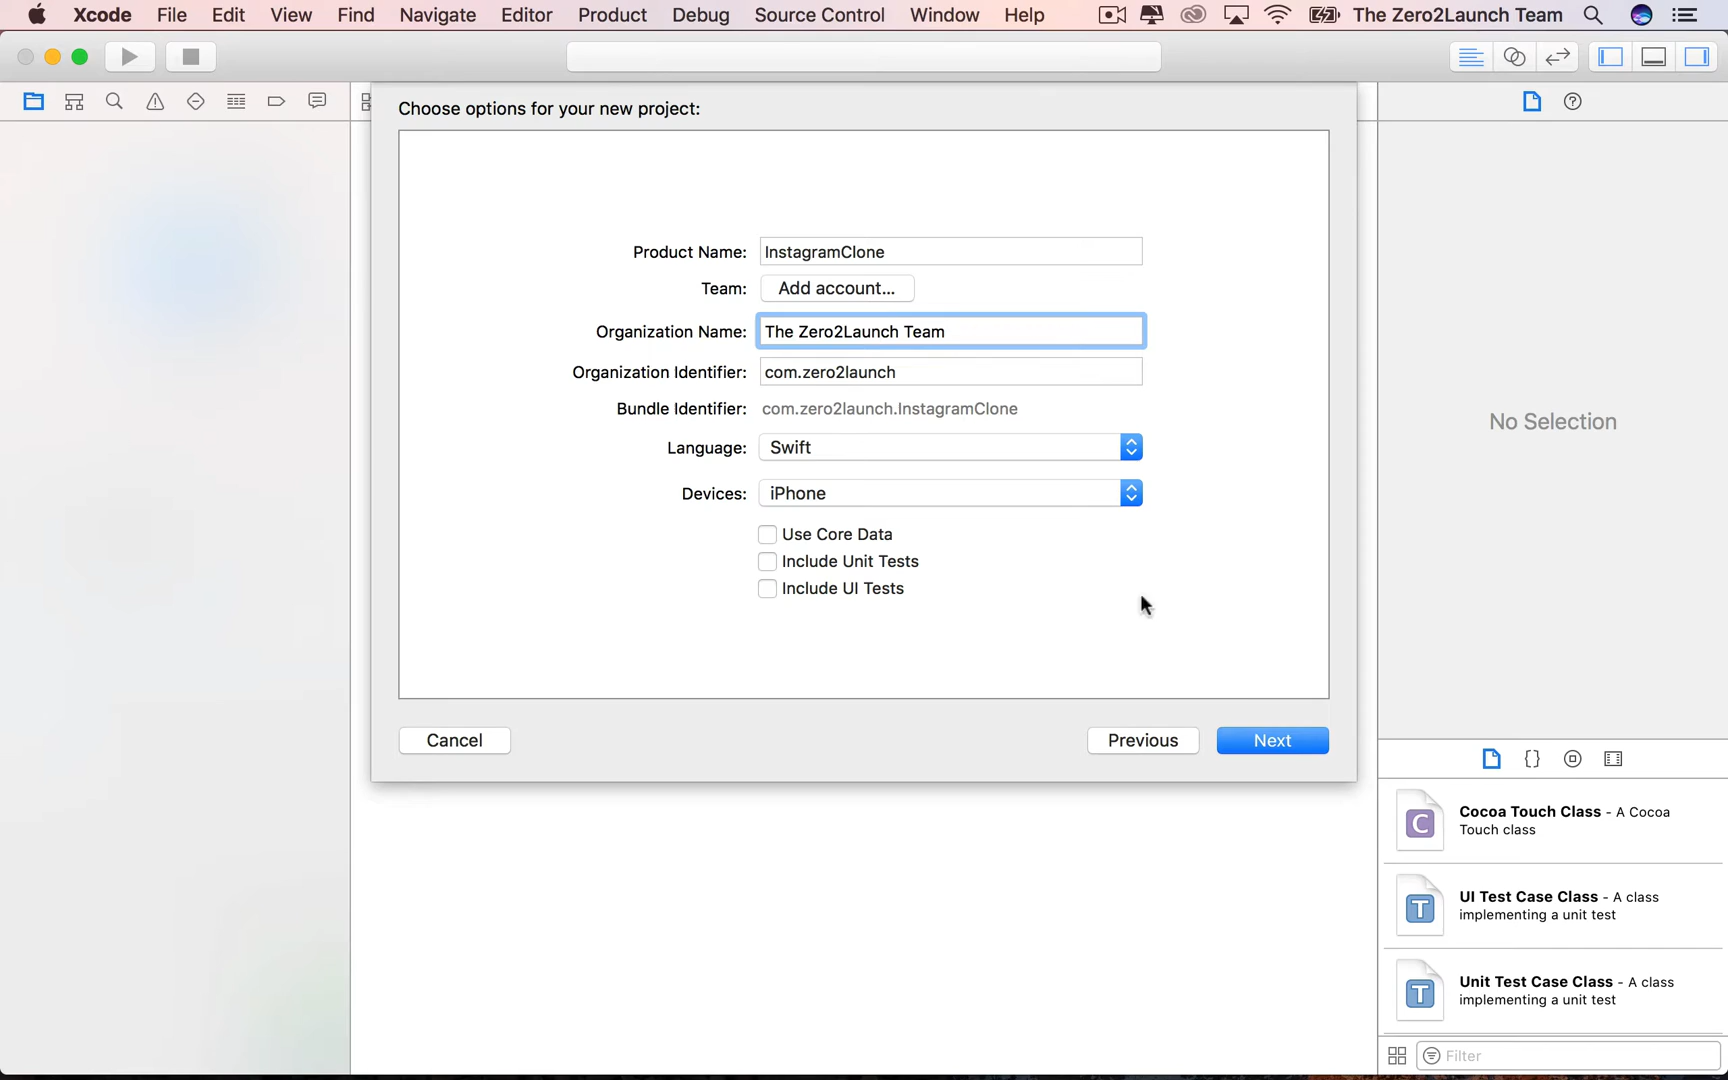 Xcode File Edit View Find Navigate Editor Product Debug Source Control Window Help The Zero2Launch Team
Choose options for your new project:
Product Name: InstagramClone
Team: Add account...
Organization Name: The Zero2Launch Team
Organization Identifier: com.zero2launch
Bundle Identifier: com.zero2launch.InstagramClone
Language: Swift
Devices: iPhone
Use Core Data
Include Unit Tests
Include UI Tests
Cancel Previous Next
No Selection
C
Cocoa Touch Class - A Cocoa
Touch class
T
UI Test Case Class - A class
implementing a unit test
T
Unit Test Case Class - A class
implementing a unit test
Filter